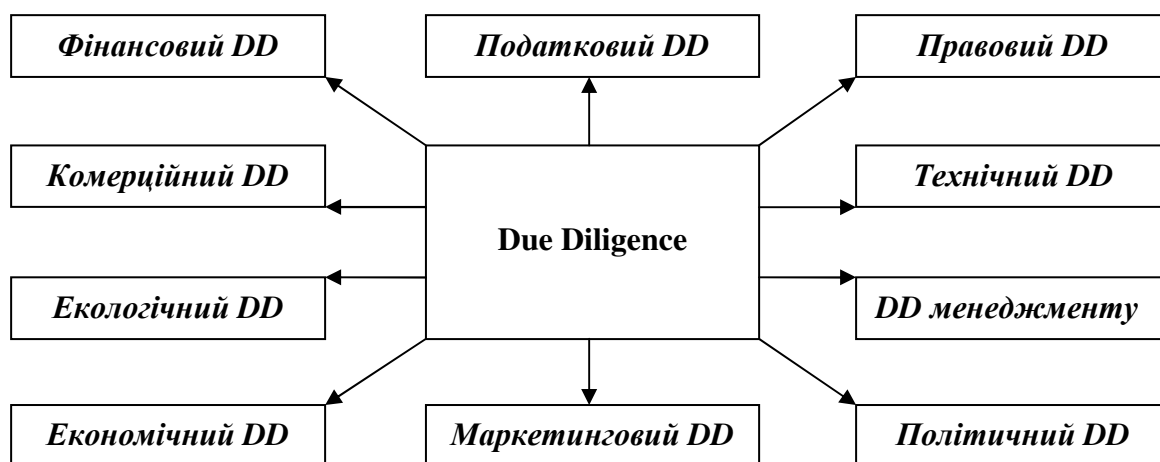 Фінансовий DD
Податковий DD
Правовий DD
Комерційний DD
Технічний DD
Due Diligence
Екологічний DD
DD менеджменту
Економічний DD
Маркетинговий DD
Політичний DD